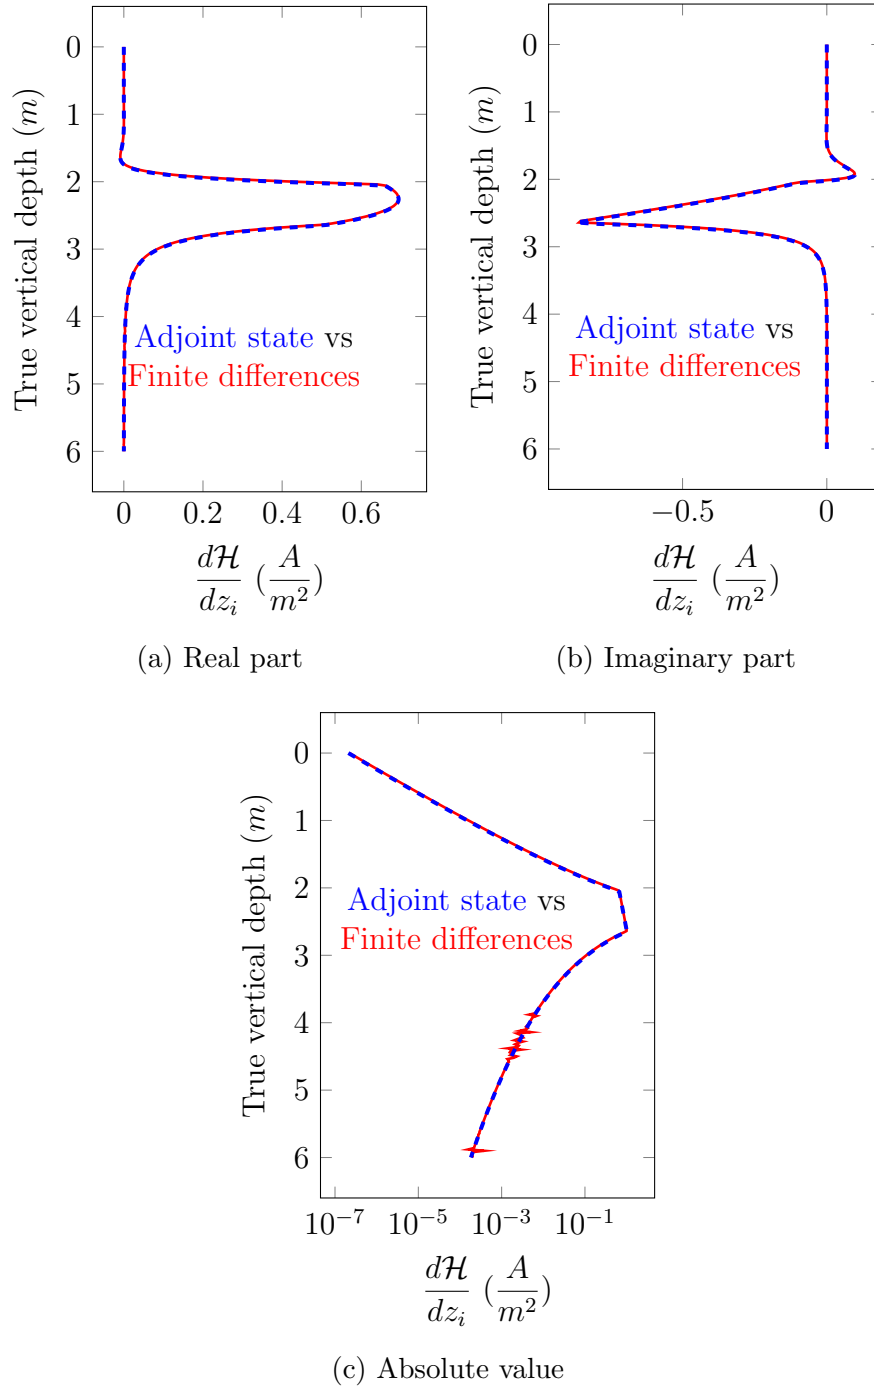 True vertical depth (m)
0
1
2
3
4
5
6
Adjoint state vs
Finite differences
0 0.2 0.4 0.6
d\mathcal{H}/dz_i (A/m^2)
(a) Real part
True vertical depth (m)
0
1
2
3
4
5
6
Adjoint state vs
Finite differences
−0.5 0
d\mathcal{H}/dz_i (A/m^2)
(b) Imaginary part
True vertical depth (m)
0
1
2
3
4
5
6
Adjoint state vs
Finite differences
10^{−7} 10^{−5} 10^{−3} 10^{−1}
d\mathcal{H}/dz_i (A/m^2)
(c) Absolute value